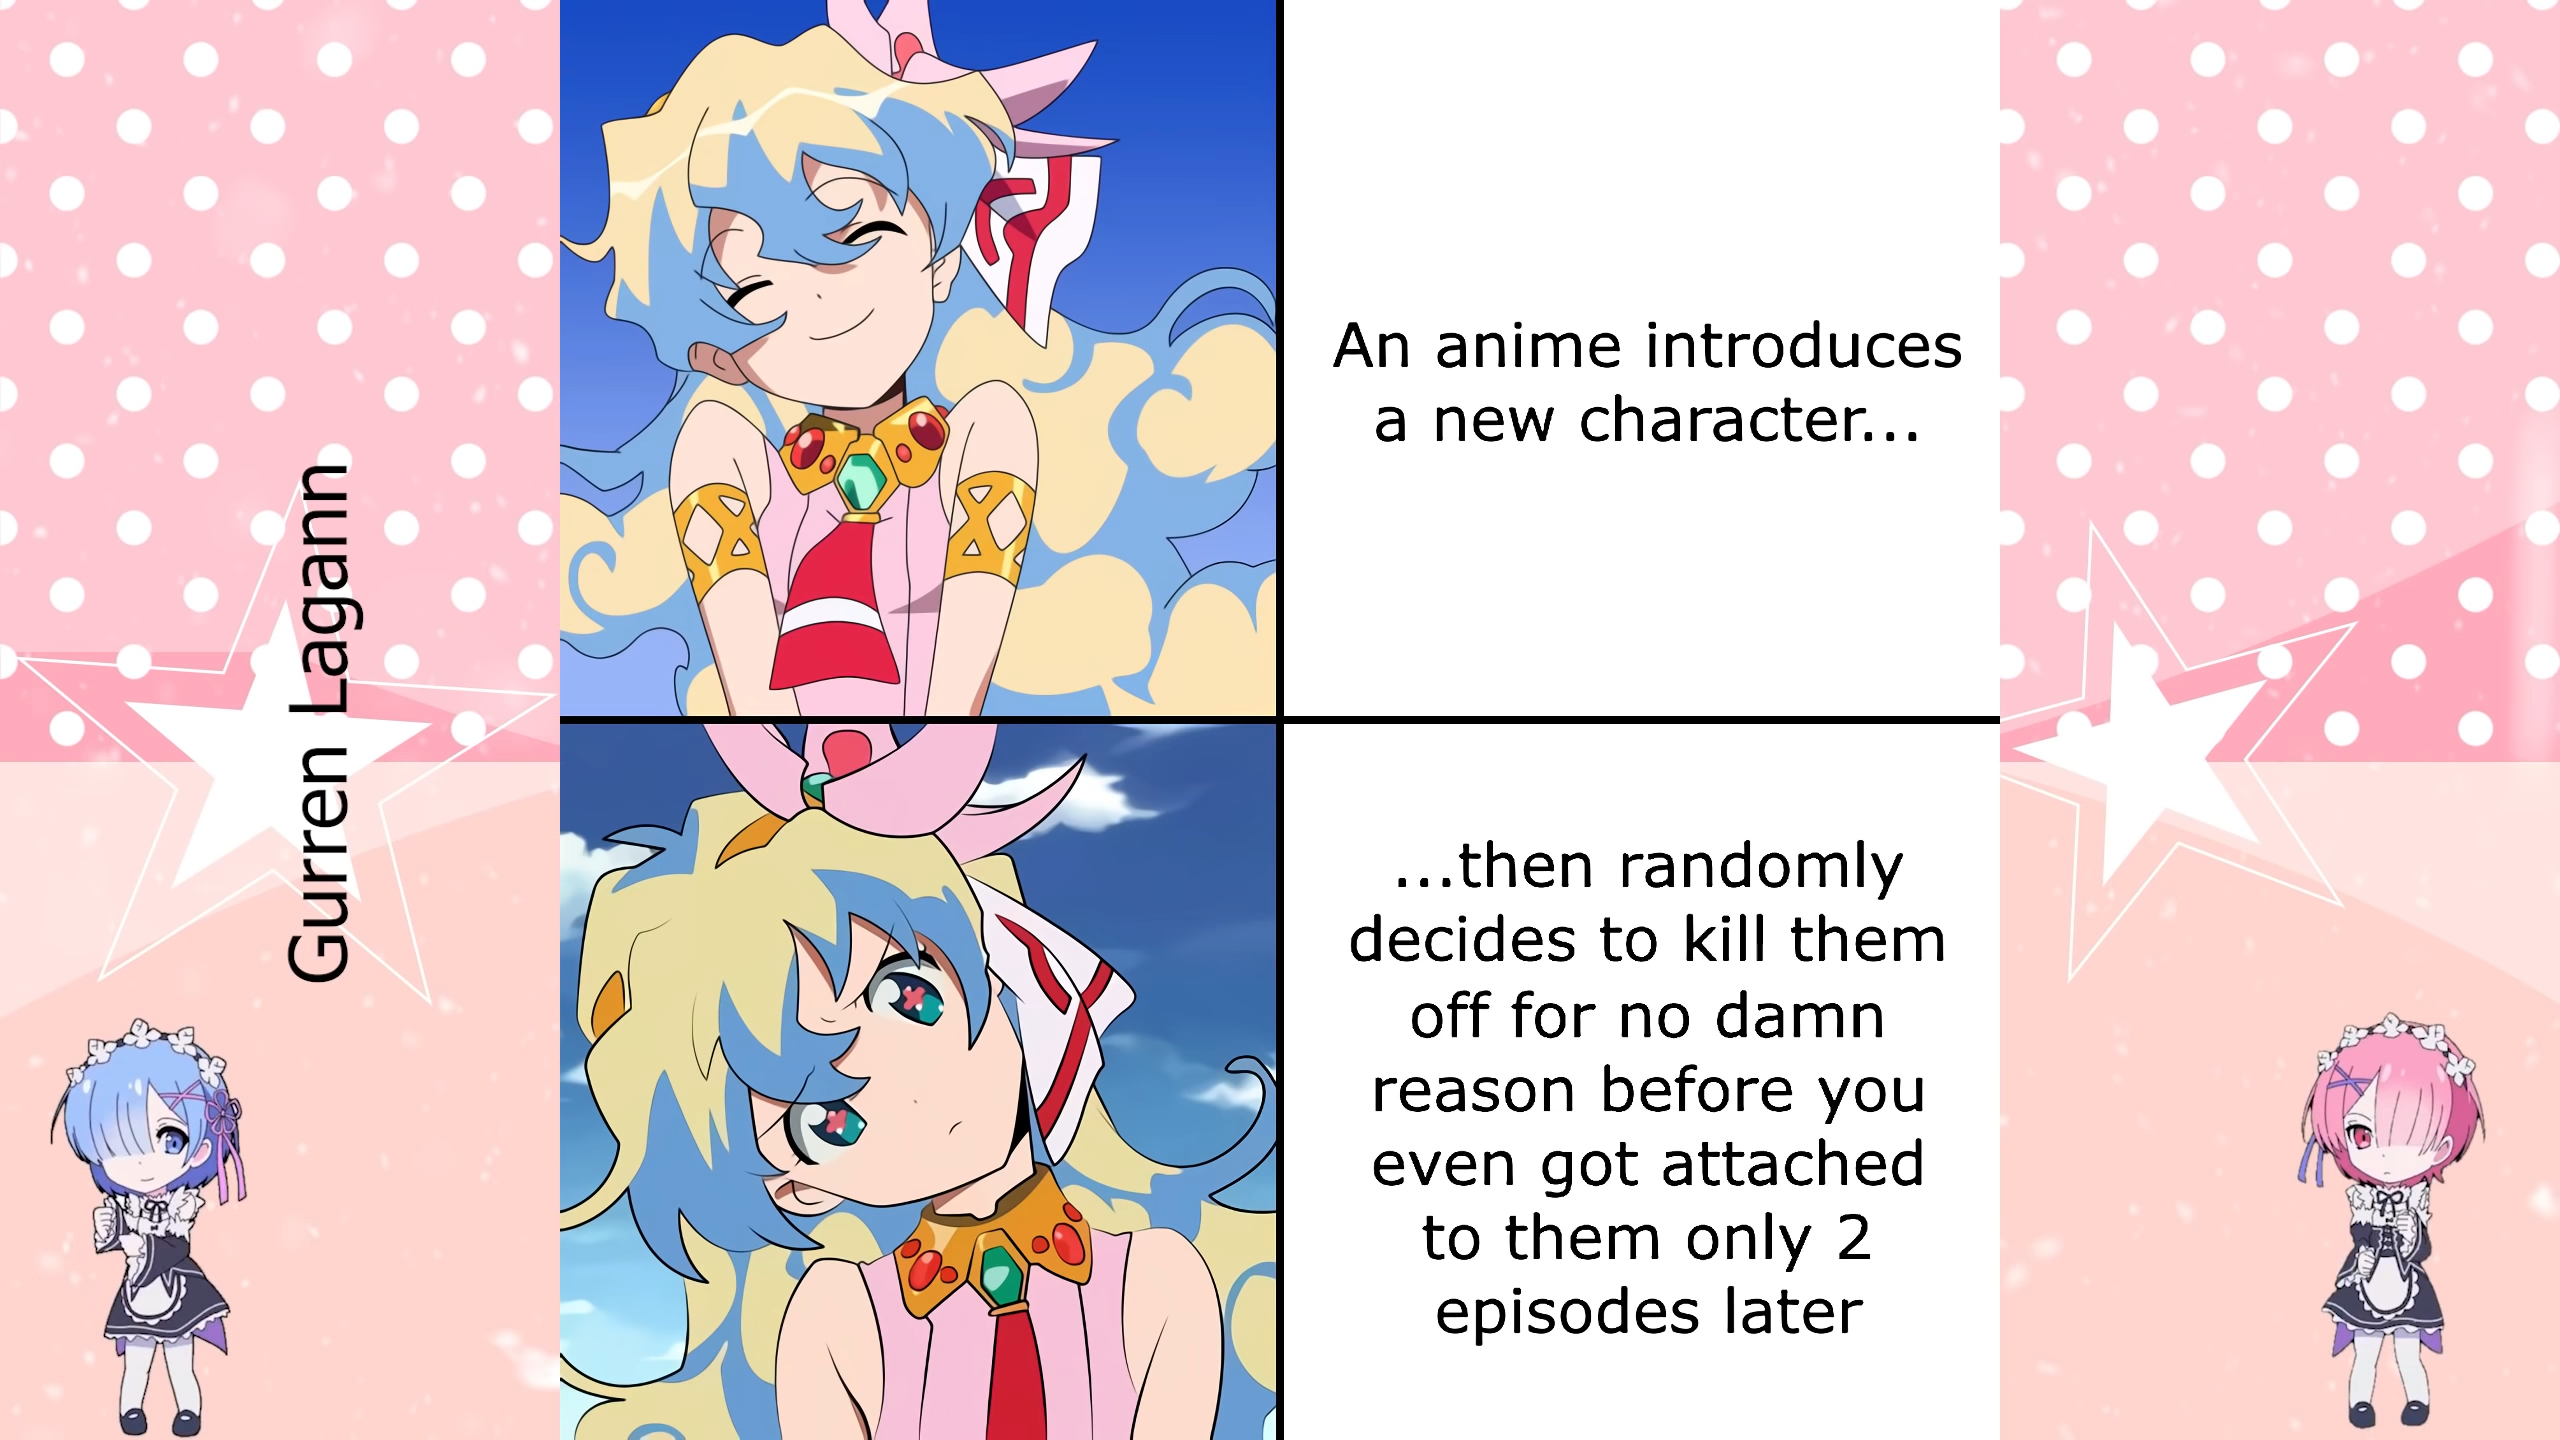 Gurren Lagann
An anime introduces
a new character...
...then randomly
decides to kill them
off for no damn
reason before you
even got attached
to them only 2
episodes later